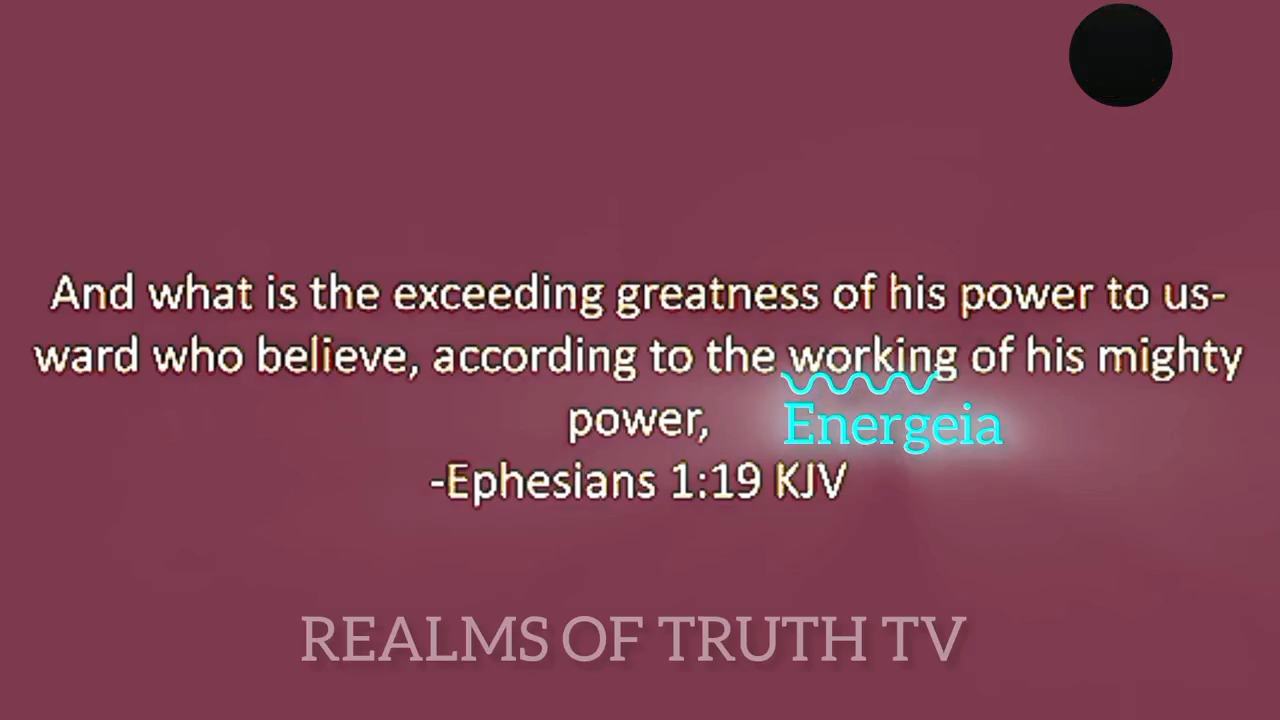 And what is the exceeding greatness of his power to us-
ward who believe, according to the working of his mighty
power,
Energeia
-Ephesians 1:19 KJV
REALMS OF TRUTH TV